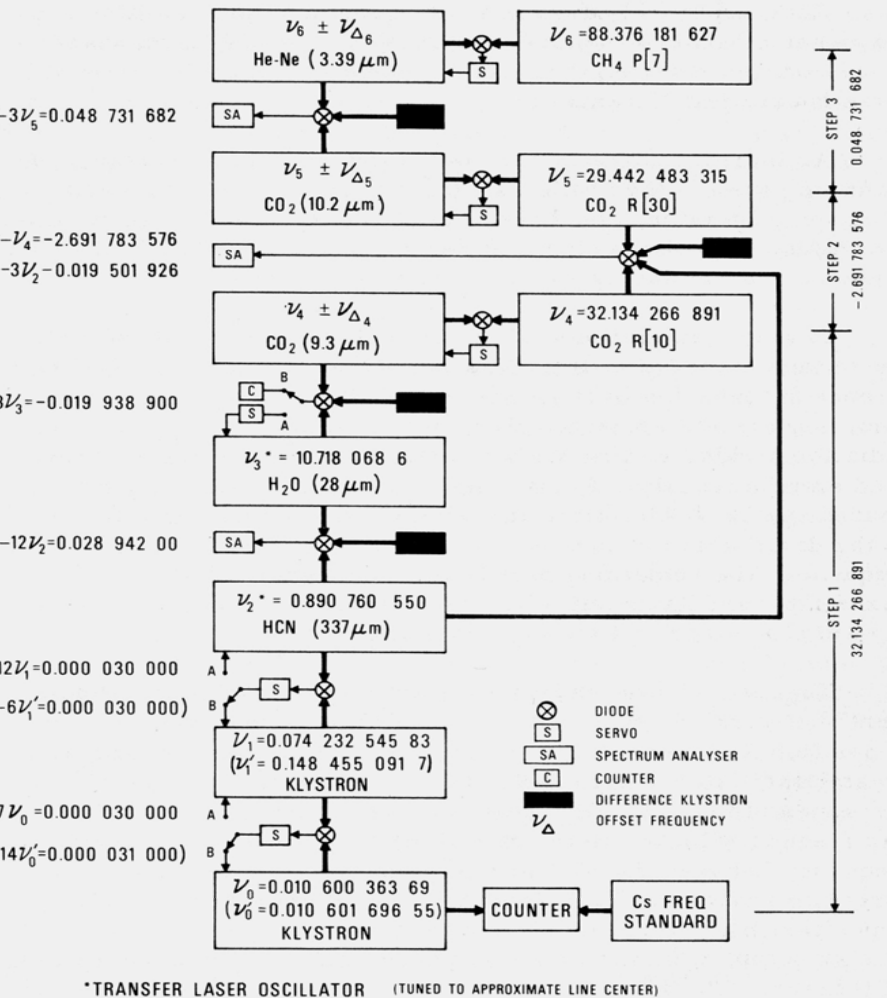 ν₆ ± ν_Δ₆
He-Ne (3.39 μm)
S
ν₆=88.376 181 627
CH₄ P[7]
-3ν₅=0.048 731 682
SA
ν₅ ± ν_Δ₅
CO₂ (10.2 μm)
S
ν₅=29.442 483 315
CO₂ R[30]
-ν₄=-2.691 783 576
-3ν₂-0.019 501 926
SA
ν₄ ± ν_Δ₄
CO₂ (9.3 μm)
S
ν₄=32.134 266 891
CO₂ R[10]
3ν₃=-0.019 938 900
C
B
S
A
ν₃* = 10.718 068 6
H₂O (28 μm)
-12ν₂=0.028 942 00
SA
ν₂* = 0.890 760 550
HCN (337 μm)
12ν₁=0.000 030 000
A
-6ν₁′=0.000 030 000)
B
S
ν₁=0.074 232 545 83
(ν₁′=0.148 455 091 7)
KLYSTRON
7ν₀=0.000 030 000
A
14ν₀′=0.000 031 000)
B
S
ν₀=0.010 600 363 69
(ν₀′=0.010 601 696 55)
KLYSTRON
COUNTER
Cs FREQ
STANDARD
DIODE
S SERVO
SA SPECTRUM ANALYSER
C COUNTER
DIFFERENCE KLYSTRON
ν_Δ OFFSET FREQUENCY
STEP 3
0.048 731 682
STEP 2
-2.691 783 576
STEP 1
32.134 266 891
*TRANSFER LASER OSCILLATOR (TUNED TO APPROXIMATE LINE CENTER)